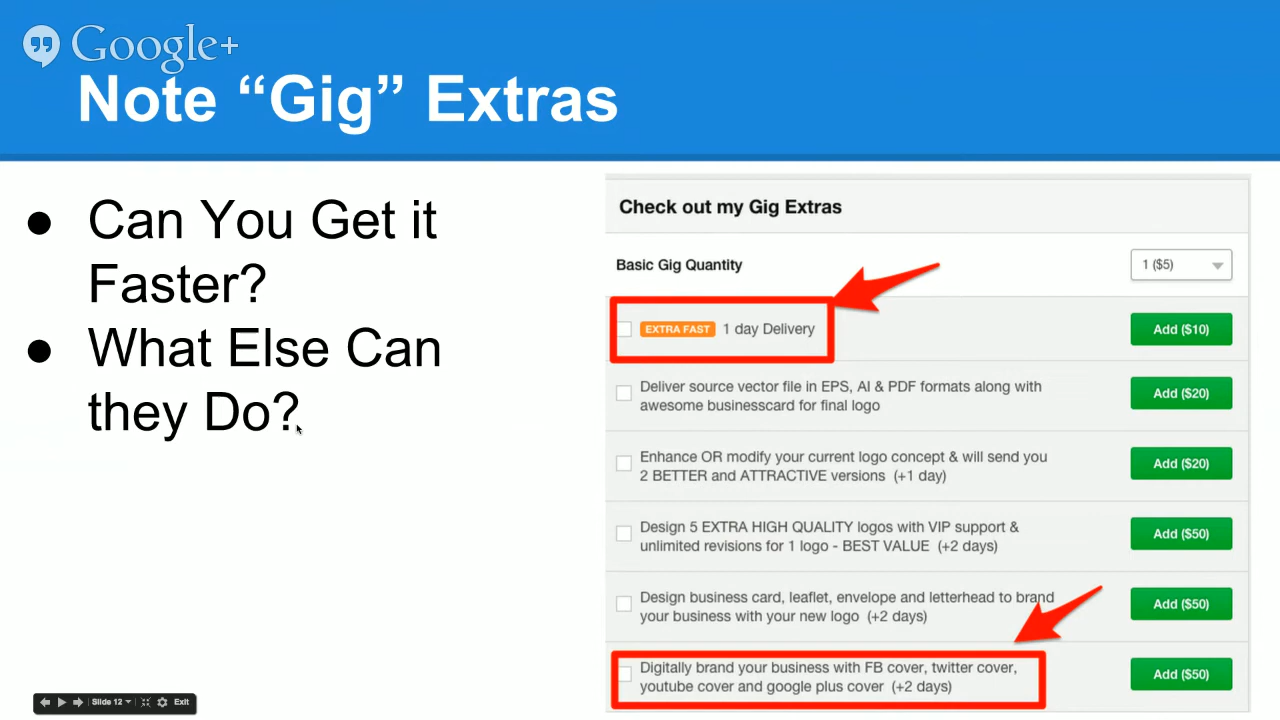 Google+
Note “Gig” Extras
● Can You Get it
Faster?
● What Else Can
they Do?
Check out my Gig Extras
Basic Gig Quantity
1 ($5)
EXTRA FAST 1 day Delivery
Add ($10)
Deliver source vector file in EPS, AI & PDF formats along with
awesome businesscard for final logo
Add ($20)
Enhance OR modify your current logo concept & will send you
2 BETTER and ATTRACTIVE versions (+1 day)
Add ($20)
Design 5 EXTRA HIGH QUALITY logos with VIP support &
unlimited revisions for 1 logo - BEST VALUE (+2 days)
Add ($50)
Design business card, leaflet, envelope and letterhead to brand
your business with your new logo (+2 days)
Add ($50)
Digitally brand your business with FB cover, twitter cover,
youtube cover and google plus cover (+2 days)
Add ($50)
Slide 12
Exit